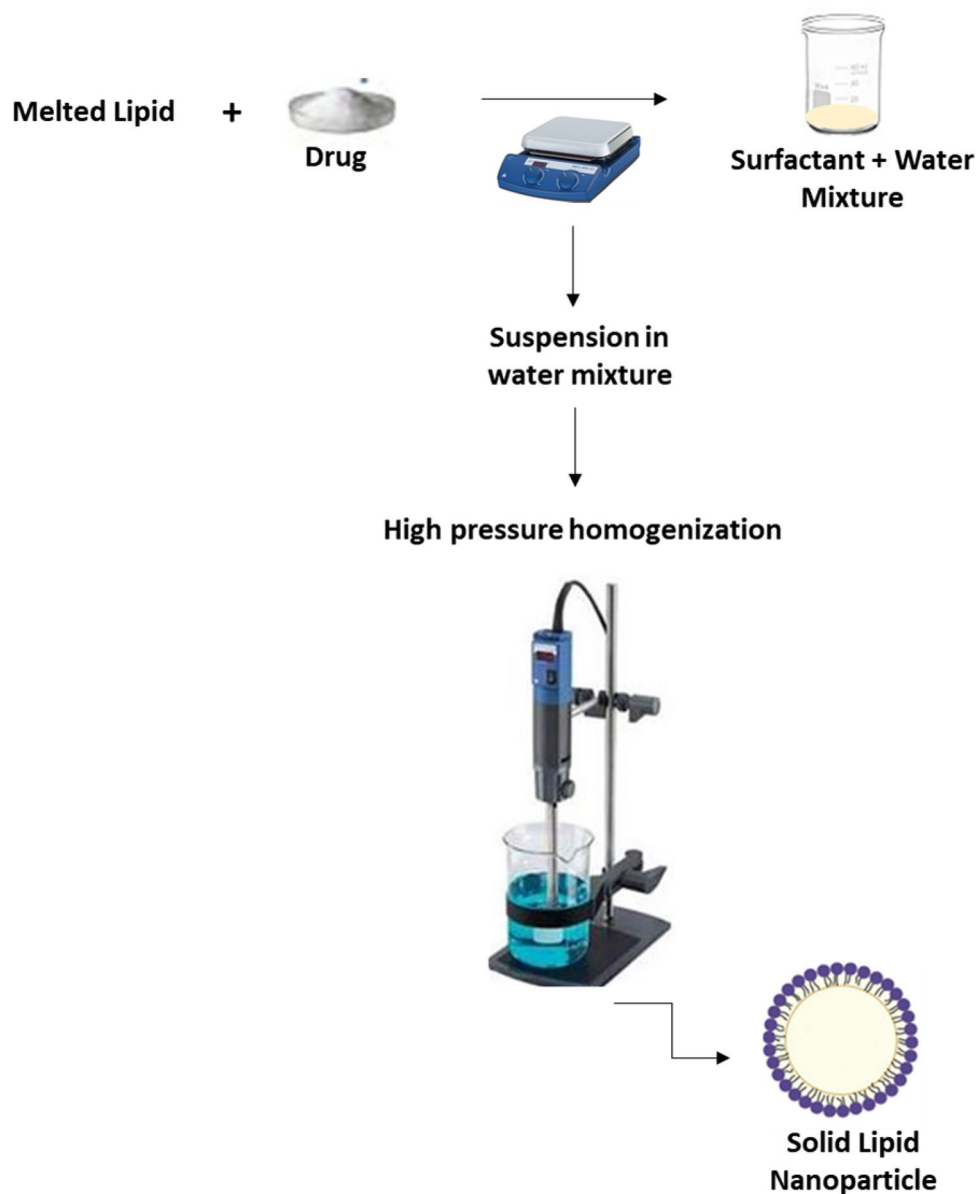 Melted Lipid + Drug
Surfactant + Water
Mixture
Suspension in
water mixture
High pressure homogenization
Solid Lipid
Nanoparticle